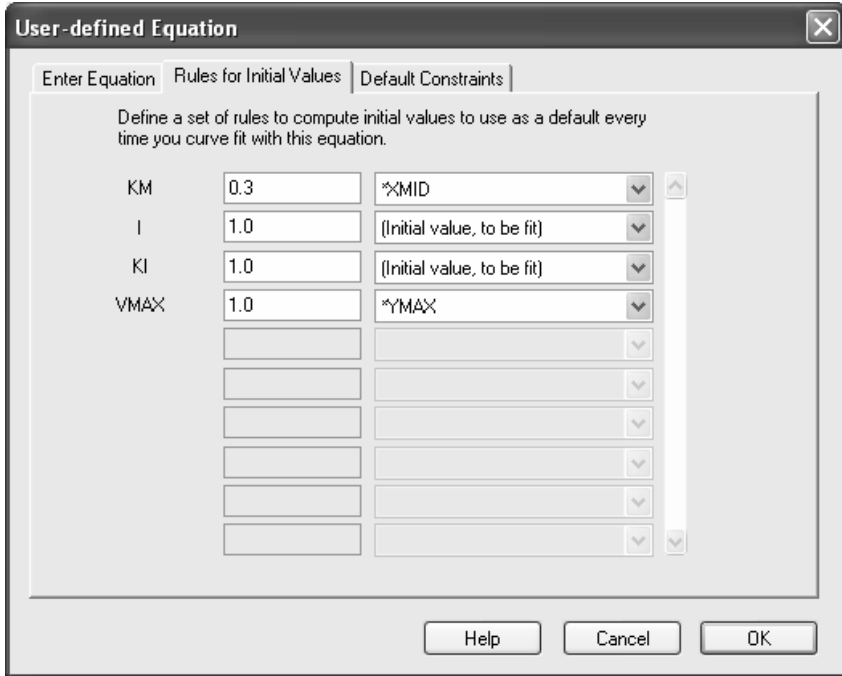 User-defined Equation
Enter Equation Rules for Initial Values Default Constraints
Define a set of rules to compute initial values to use as a default every
time you curve fit with this equation.
KM 0.3 *XMID
I 1.0 (Initial value, to be fit)
KI 1.0 (Initial value, to be fit)
VMAX 1.0 *YMAX
Help Cancel OK